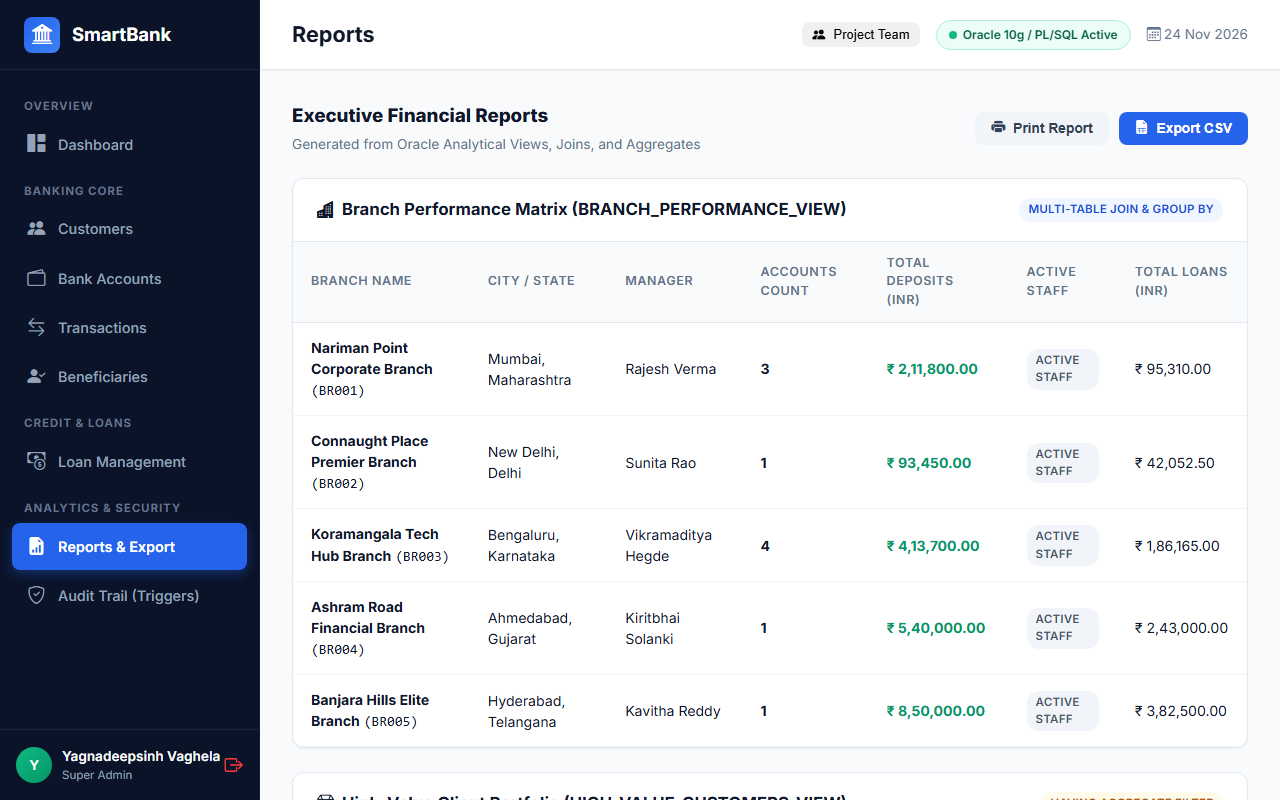 SmartBank
OVERVIEW
Dashboard
BANKING CORE
Customers
Bank Accounts
Transactions
Beneficiaries
CREDIT & LOANS
Loan Management
ANALYTICS & SECURITY
Reports & Export
Audit Trail (Triggers)
Y
Yagnadeepsinh Vaghela
Super Admin
Reports
Project Team
Oracle 10g / PL/SQL Active
24 Nov 2026
Executive Financial Reports
Generated from Oracle Analytical Views, Joins, and Aggregates
Print Report
Export CSV
Branch Performance Matrix (BRANCH_PERFORMANCE_VIEW)
MULTI-TABLE JOIN & GROUP BY
BRANCH NAME
CITY / STATE
MANAGER
ACCOUNTS
COUNT
TOTAL
DEPOSITS
(INR)
ACTIVE
STAFF
TOTAL LOANS
(INR)
Nariman Point
Corporate Branch
(BR001)
Mumbai,
Maharashtra
Rajesh Verma
3
₹ 2,11,800.00
ACTIVE
STAFF
₹ 95,310.00
Connaught Place
Premier Branch
(BR002)
New Delhi,
Delhi
Sunita Rao
1
₹ 93,450.00
ACTIVE
STAFF
₹ 42,052.50
Koramangala Tech
Hub Branch (BR003)
Bengaluru,
Karnataka
Vikramaditya
Hegde
4
₹ 4,13,700.00
ACTIVE
STAFF
₹ 1,86,165.00
Ashram Road
Financial Branch
(BR004)
Ahmedabad,
Gujarat
Kiritbhai
Solanki
1
₹ 5,40,000.00
ACTIVE
STAFF
₹ 2,43,000.00
Banjara Hills Elite
Branch (BR005)
Hyderabad,
Telangana
Kavitha Reddy
1
₹ 8,50,000.00
ACTIVE
STAFF
₹ 3,82,500.00
High-Value Client Portfolio (HIGH_VALUE_CUSTOMERS_VIEW)
HAVING AGGREGATE FILTER